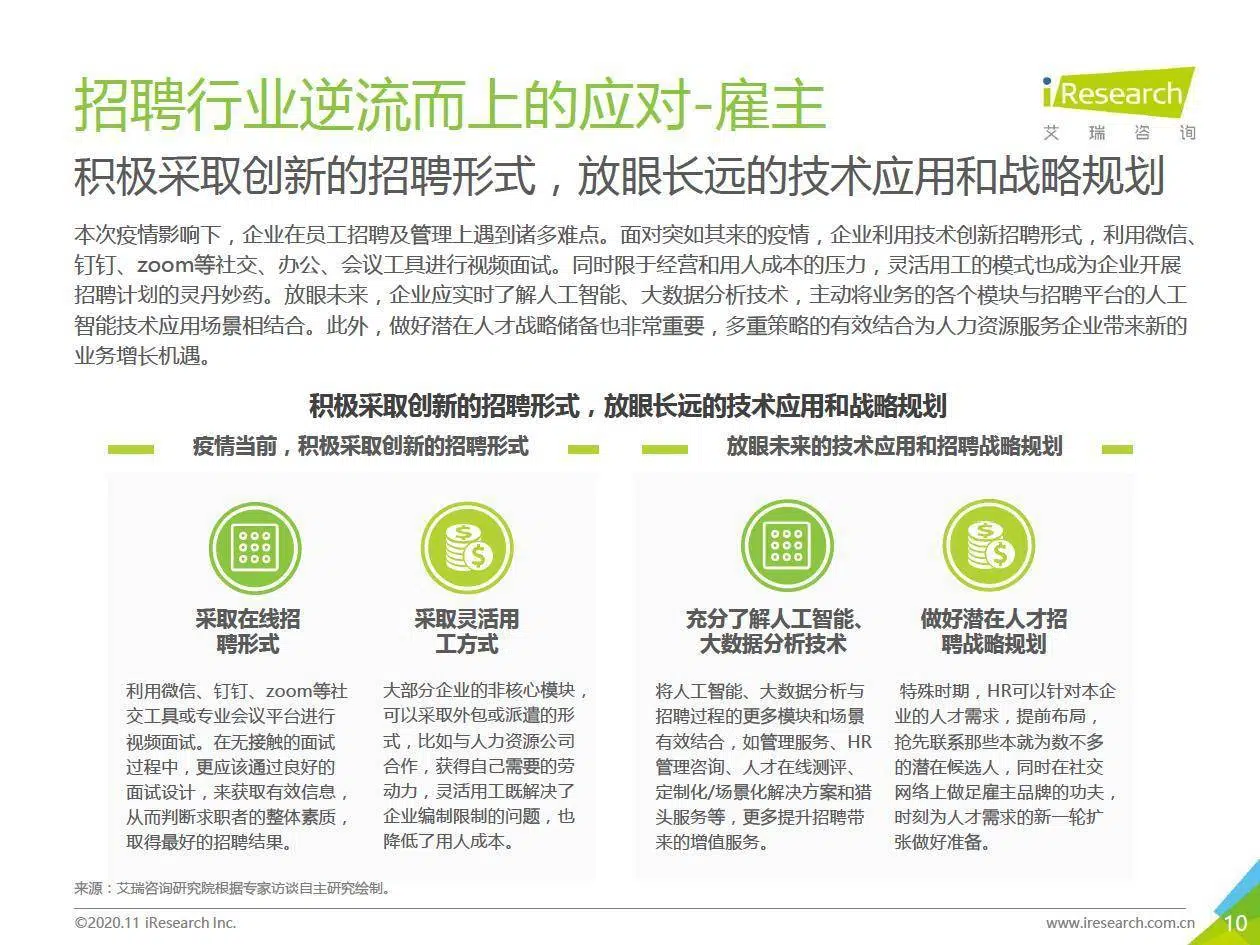 招聘行业逆流而上的应对-雇主
iResearch
艾瑞咨询
积极采取创新的招聘形式，放眼长远的技术应用和战略规划
本次疫情影响下，企业在员工招聘及管理上遇到诸多难点。面对突如其来的疫情，企业利用技术创新招聘形式，利用微信、
钉钉、zoom等社交、办公、会议工具进行视频面试。同时限于经营和用人成本的压力，灵活用工的模式也成为企业开展
招聘计划的灵丹妙药。放眼未来，企业应实时了解人工智能、大数据分析技术，主动将业务的各个模块与招聘平台的人工
智能技术应用场景相结合。此外，做好潜在人才战略储备也非常重要，多重策略的有效结合为人力资源服务企业带来新的
业务增长机遇。
积极采取创新的招聘形式，放眼长远的技术应用和战略规划
疫情当前，积极采取创新的招聘形式
采取在线招
聘形式
利用微信、钉钉、zoom等社
交工具或专业会议平台进行
视频面试。在无接触的面试
过程中，更应该通过良好的
面试设计，来获取有效信息，
从而判断求职者的整体素质，
取得最好的招聘结果。
采取灵活用
工方式
大部分企业的非核心模块，
可以采取外包或派遣的形
式，比如与人力资源公司
合作，获得自己需要的劳
动力，灵活用工既解决了
企业编制限制的问题，也
降低了用人成本。
放眼未来的技术应用和招聘战略规划
充分了解人工智能、
大数据分析技术
将人工智能、大数据分析与
招聘过程的更多模块和场景
有效结合，如管理服务、HR
管理咨询、人才在线测评、
定制化/场景化解决方案和猎
头服务等，更多提升招聘带
来的增值服务。
做好潜在人才招
聘战略规划
特殊时期，HR可以针对本企
业的人才需求，提前布局，
抢先联系那些本就为数不多
的潜在候选人，同时在社交
网络上做足雇主品牌的功夫，
时刻为人才需求的新一轮扩
张做好准备。
来源：艾瑞咨询研究院根据专家访谈自主研究绘制。
©2020.11 iResearch Inc.
www.iresearch.com.cn
10